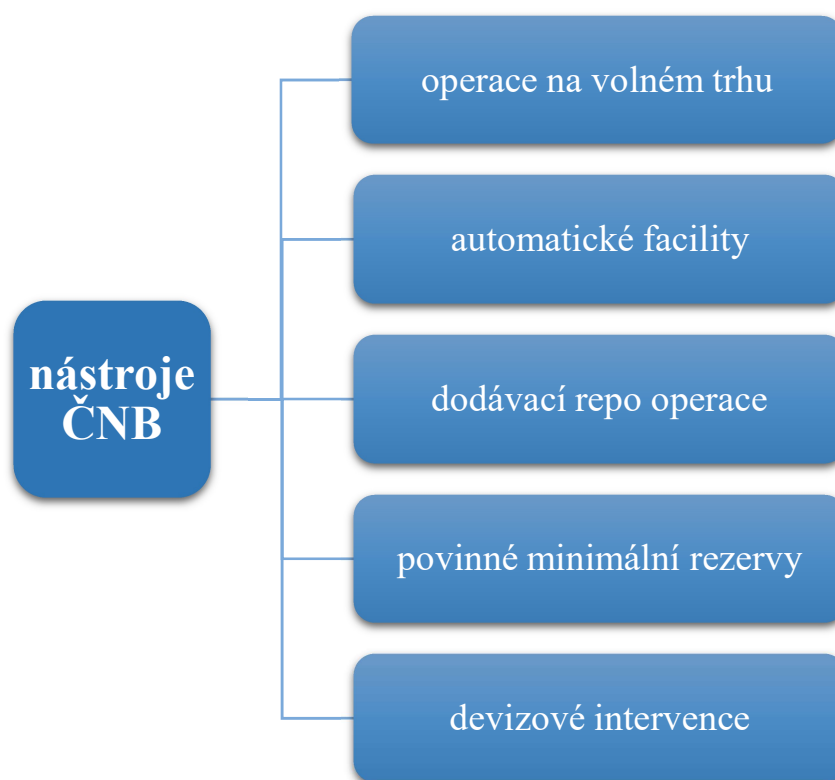 nástroje
ČNB
operace na volném trhu
automatické facility
dodávací repo operace
povinné minimální rezervy
devizové intervence